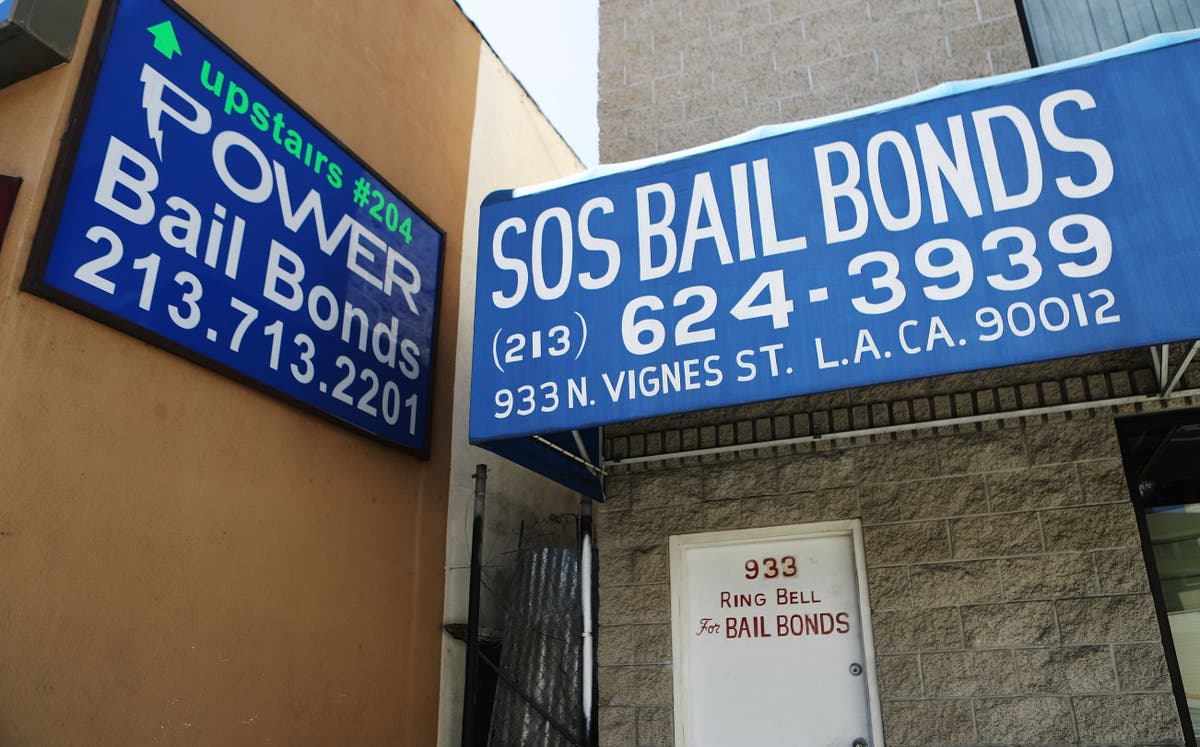 upstairs #204
POWER
Bail Bonds
213.713.2201
SOS BAIL BONDS
(213) 624-3939
933 N. VIGNES ST. L.A. CA. 90012
933
RING BELL
For BAIL BONDS